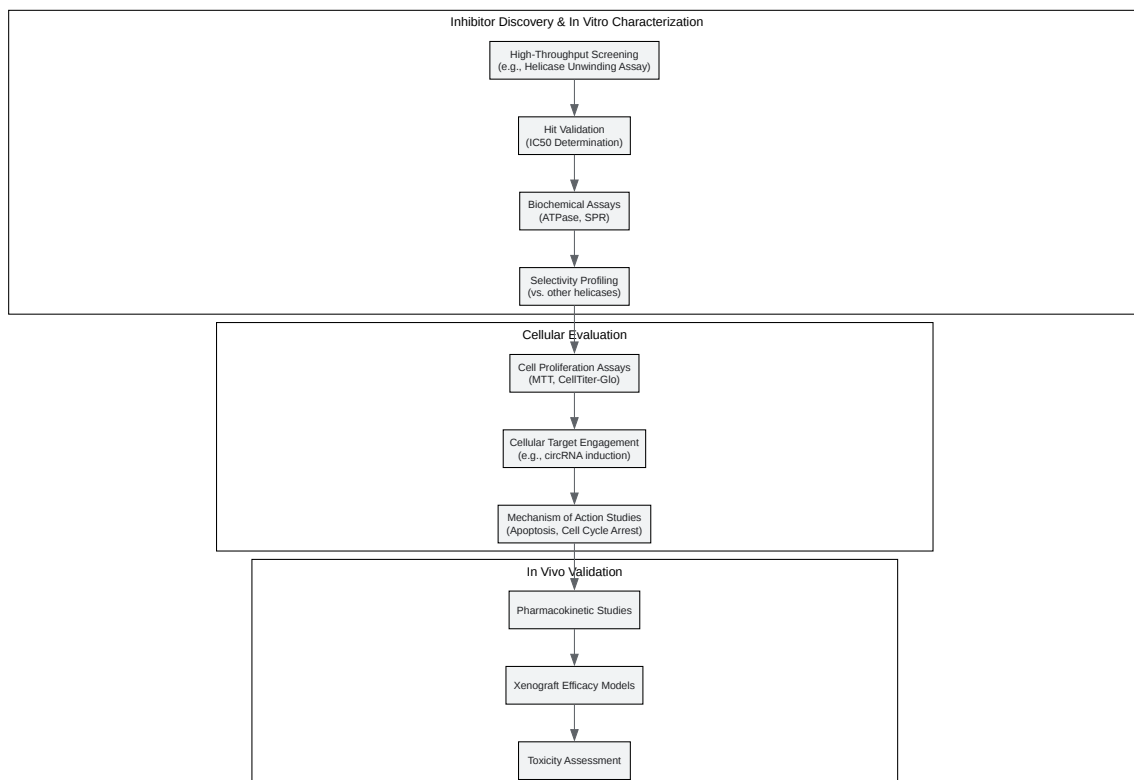 Inhibitor Discovery & In Vitro Characterization
High-Throughput Screening
(e.g., Helicase Unwinding Assay)
Hit Validation
(IC50 Determination)
Biochemical Assays
(ATPase, SPR)
Selectivity Profiling
(vs. other helicases)
Cellular Evaluation
Cell Proliferation Assays
(MTT, CellTiter-Glo)
Cellular Target Engagement
(e.g., circRNA induction)
Mechanism of Action Studies
(Apoptosis, Cell Cycle Arrest)
In Vivo Validation
Pharmacokinetic Studies
Xenograft Efficacy Models
Toxicity Assessment